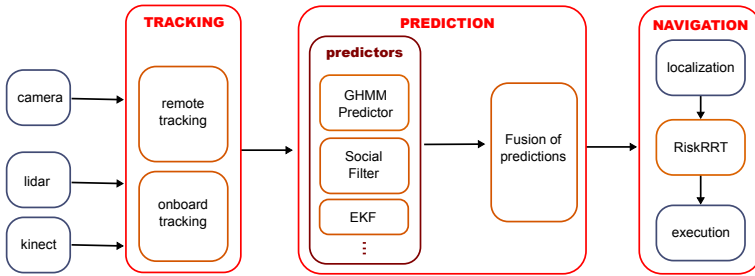 TRACKING
PREDICTION
NAVIGATION
camera
lidar
kinect
remote
tracking
onboard
tracking
predictors
GHMM
Predictor
Social
Filter
EKF
...
Fusion of
predictions
localization
RiskRRT
execution